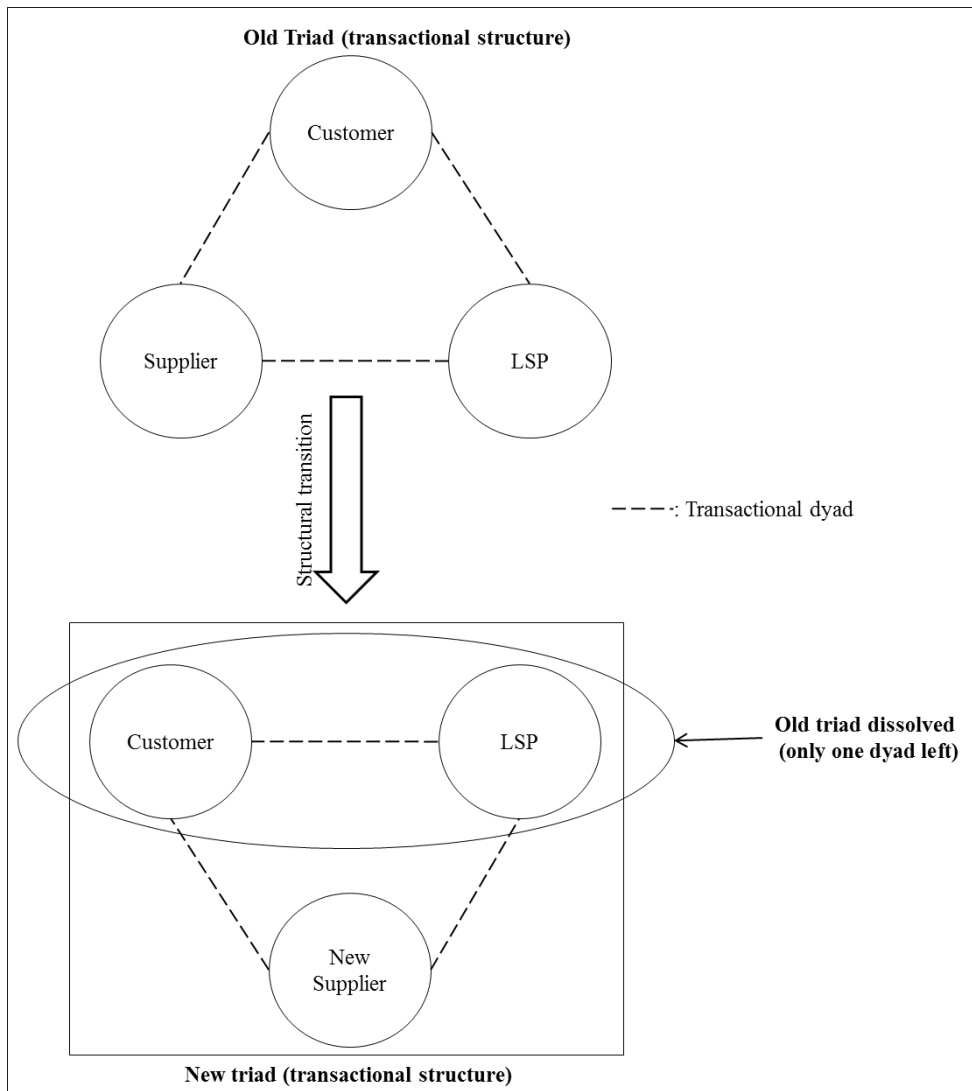 Old Triad (transactional structure)
Customer
Supplier
LSP
Structural transition
: Transactional dyad
Customer
LSP
Old triad dissolved
(only one dyad left)
New
Supplier
New triad (transactional structure)